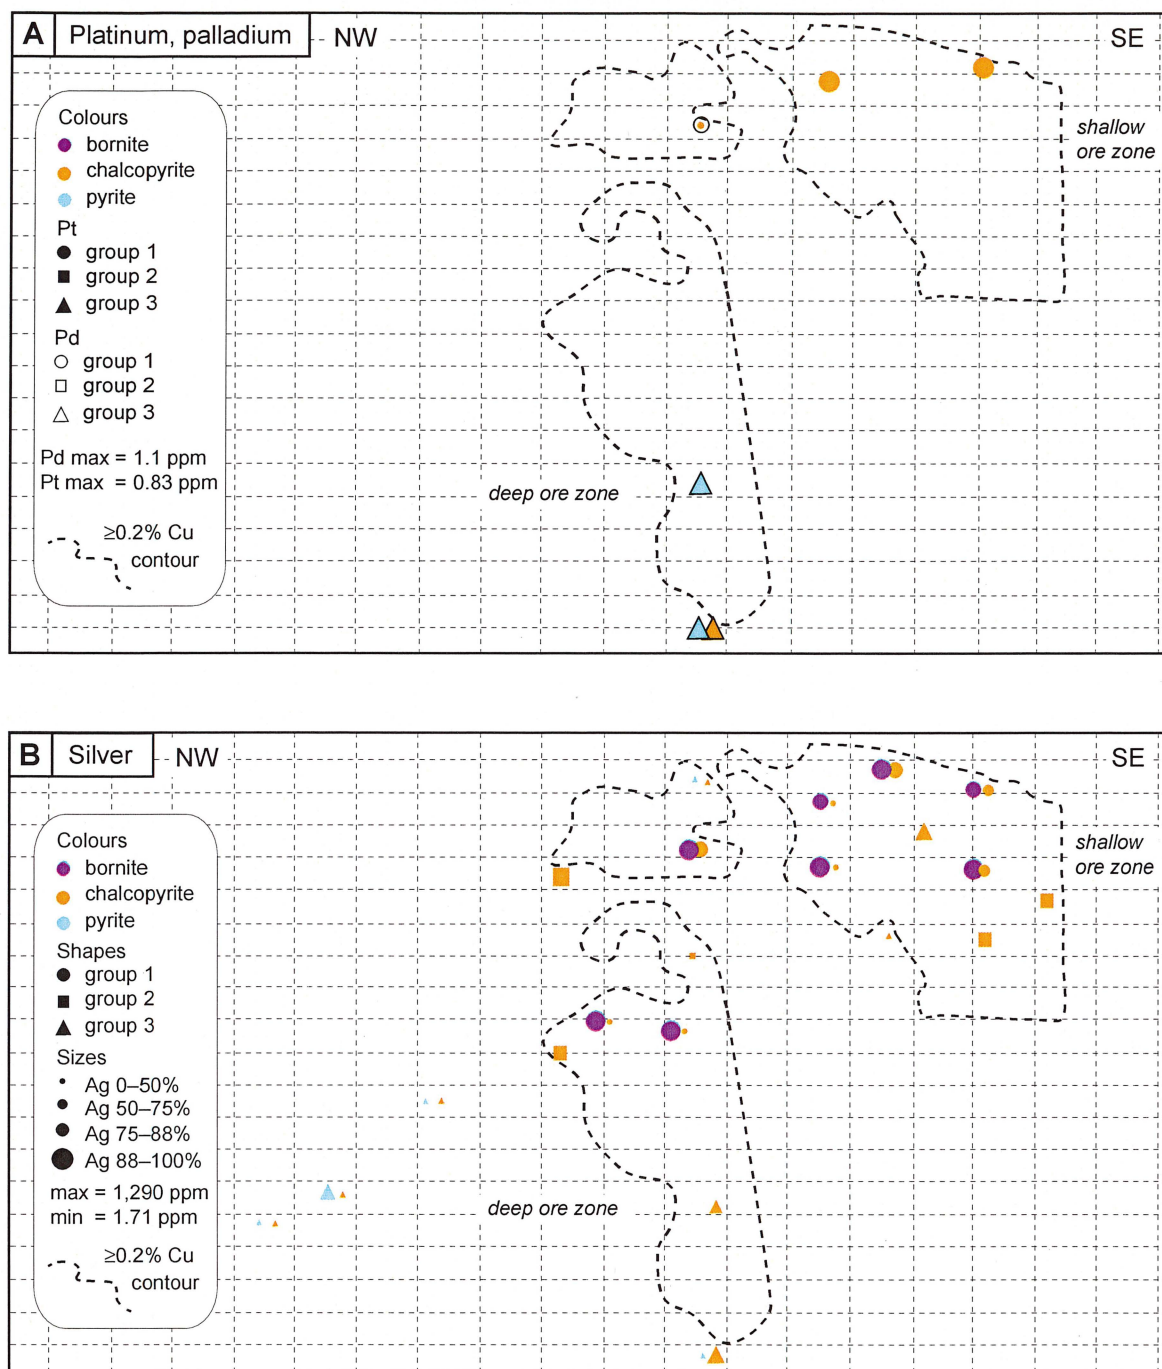 A Platinum, palladium NW SE
Colours
bornite
chalcopyrite
pyrite
Pt
group 1
group 2
group 3
Pd
group 1
group 2
group 3
Pd max = 1.1 ppm
Pt max = 0.83 ppm
≥0.2% Cu
contour
shallow
ore zone
deep ore zone
B Silver NW SE
Colours
bornite
chalcopyrite
pyrite
Shapes
group 1
group 2
group 3
Sizes
Ag 0–50%
Ag 50–75%
Ag 75–88%
Ag 88–100%
max = 1,290 ppm
min = 1.71 ppm
≥0.2% Cu
contour
shallow
ore zone
deep ore zone